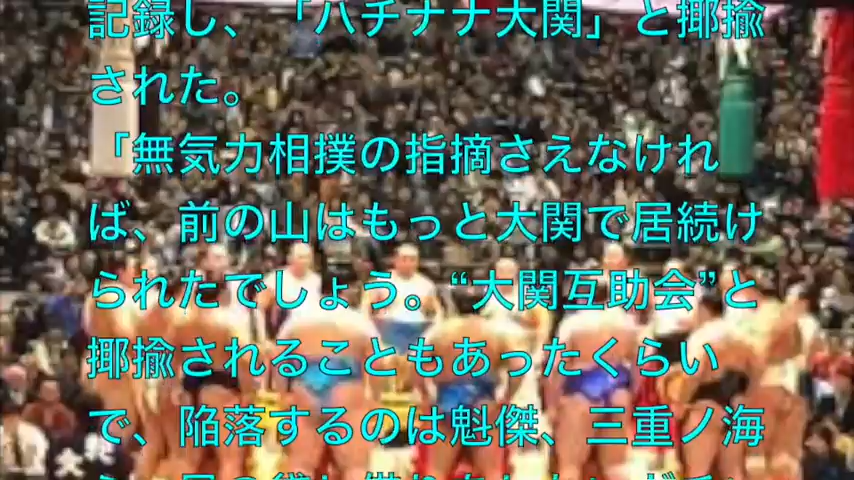 記録し、「ハチナナ大関」と揶揄
された。
「無気力相撲の指摘さえなけれ
ば、前の山はもっと大関で居続け
られたでしょう。“大関互助会”と
揶揄されることもあったくらい
で、陥落するのは魁傑、三重ノ海